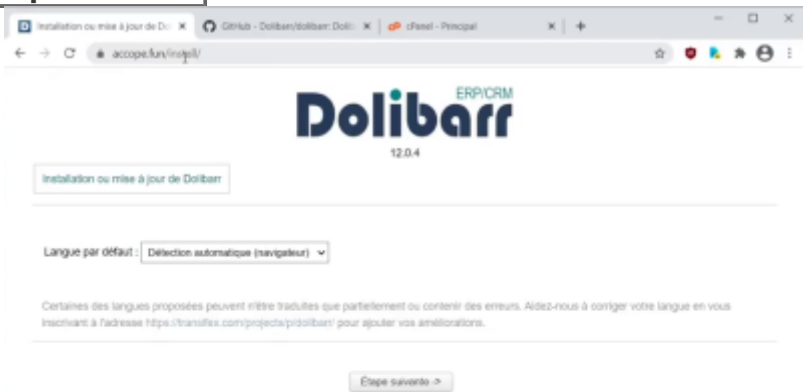 Installation ou mise à jour de Do
GitHub - Dolibarr/dolibarr: Doli
cPanel - Principal
accope.fun/install/
ERP/CRM
Dolibarr
12.0.4
Installation ou mise à jour de Dolibarr
Langue par défaut : Détection automatique (navigateur)
Certaines des langues proposées peuvent n'être traduites que partiellement ou contenir des erreurs. Aidez-nous à corriger votre langue en vous
inscrivant à l'adresse https://transifex.com/projects/p/dolibarr/ pour ajouter vos améliorations.
Étape suivante ->